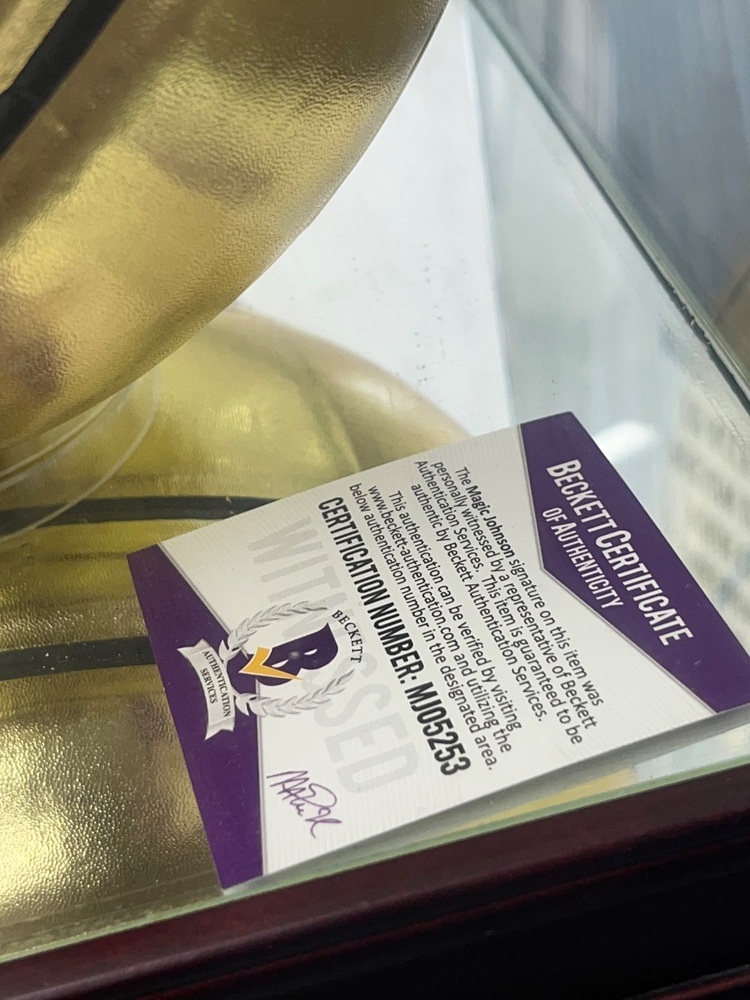 BECKETT CERTIFICATE
OF AUTHENTICITY
The Magic Johnson signature on this item was
personally witnessed by a representative of Beckett
Authentication Services. This item is guaranteed to be
authentic by Beckett Authentication Services.
This authentication can be verified by visiting
www.beckett-authentication.com and utilizing the
below authentication number in the designated area.
CERTIFICATION NUMBER: MJ05253
WITNESSED
BECKETT
B
AUTHENTICATION
SERVICES